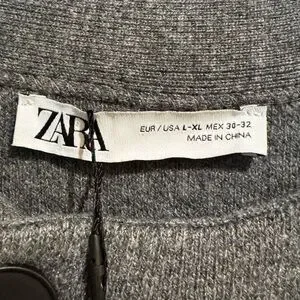 ZARA
EUR / USA L-XL MEX 30-32
MADE IN CHINA